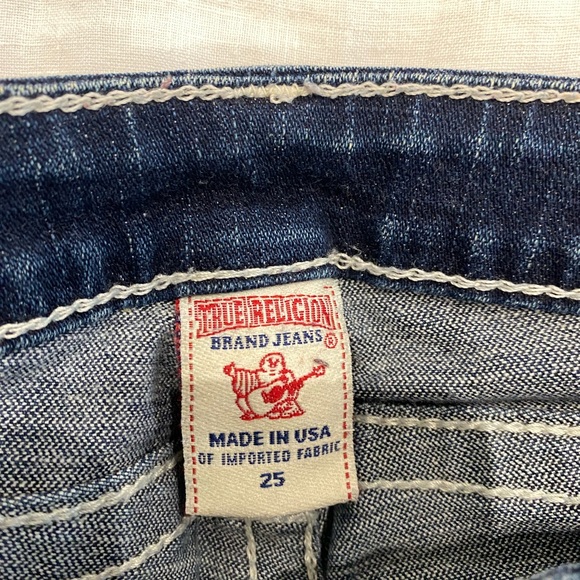 TRUE RELIGION
BRAND JEANS®
MADE IN USA
OF IMPORTED FABRIC
25